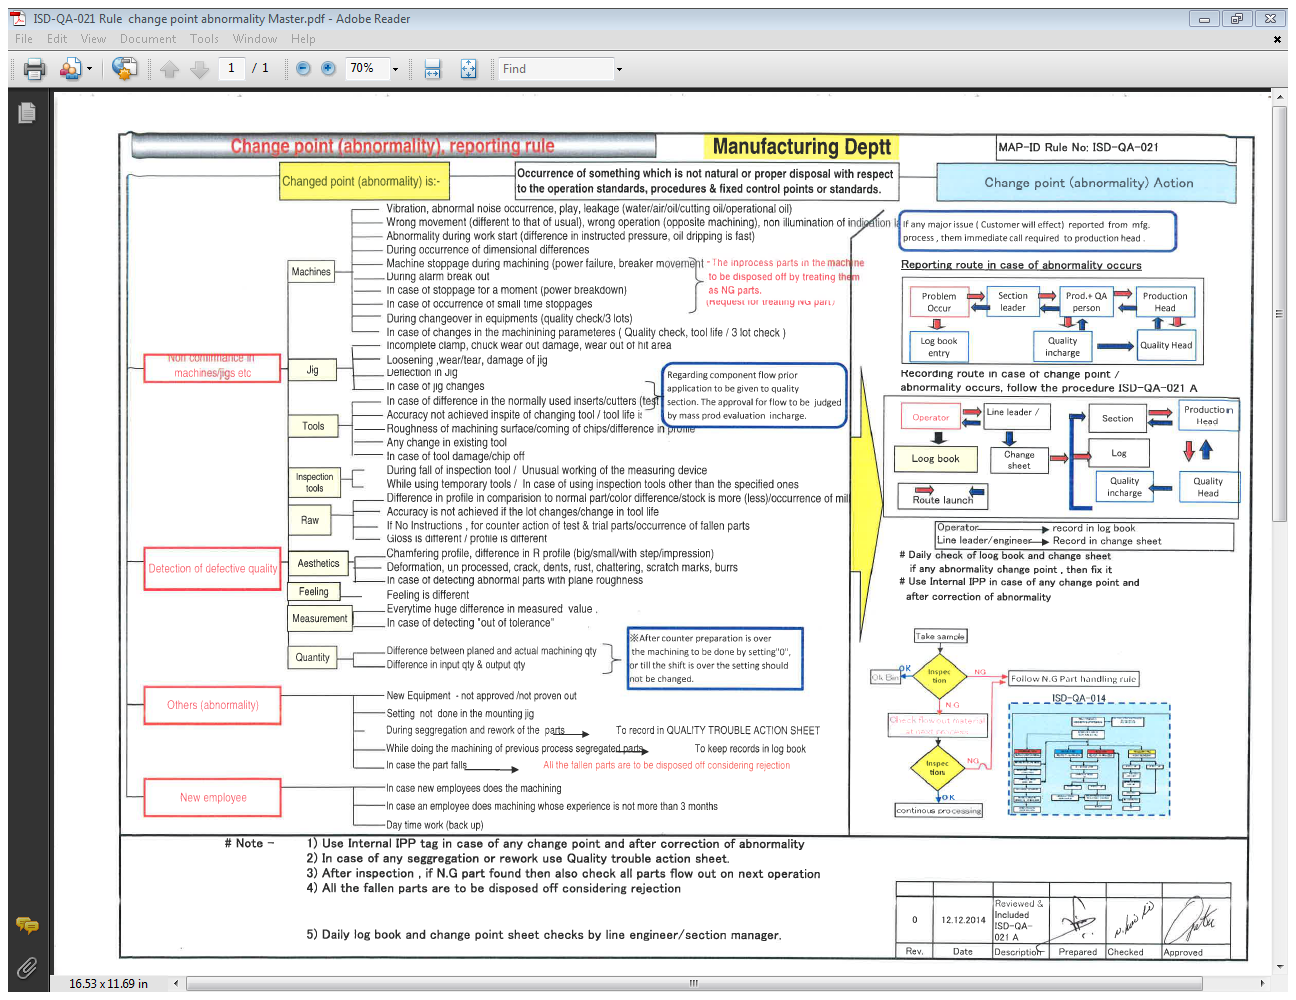 ISD-QA-021 Rule  change point abnormality Master.pdf - Adobe Reader
File Edit View Document Tools Window Help
1 / 1 70% Find
Change point (abnormality), reporting rule
Manufacturing Deptt
MAP-ID Rule No: ISD-QA-021
Changed point (abnormality) is:-
Occurrence of something which is not natural or proper disposal with respect
to the operation standards, procedures & fixed control points or standards.
Change point (abnormality) Action
Non confirmance in
machines/jigs etc
Machines
Vibration, abnormal noise occurrence, play, leakage (water/air/oil/cutting oil/operational oil)
Wrong movement (different to that of usual), wrong operation (opposite machining), non illumination of indication
Abnormality during work start (difference in instructed pressure, oil dripping is fast)
During occurrence of dimensional differences
Machine stoppage during machining (power failure, breaker movement
During alarm break out
In case of stoppage for a moment (power breakdown)
In case of occurrence of small time stoppages
During changeover in equipments (quality check/3 lots)
In case of changes in the machinining parameteres ( Quality check, tool life / 3 lot check )
- The inprocess parts in the machine
to be disposed off by treating them
as NG parts.
(Request for treating NG part)
Jig
Incomplete clamp, chuck wear out damage, wear out of hit area
Loosening ,wear/tear, damage of jig
Deflection in Jig
In case of jig changes
Tools
In case of difference in the normally used inserts/cutters (test
Accuracy not achieved inspite of changing tool / tool life is
Roughness of machining surface/coming of chips/difference in profile
Any change in existing tool
In case of tool damage/chip off
Regarding component flow prior
application to be given to quality
section. The approval for flow to be judged
by mass prod evaluation incharge.
Inspection
tools
During fall of inspection tool / Unusual working of the measuring device
While using temporary tools / In case of using inspection tools other than the specified ones
Raw
Difference in profile in comparision to normal part/color difference/stock is more (less)/occurrence of mill
Accuracy is not achieved if the lot changes/change in tool life
If No Instructions , for counter action of test & trial parts/occurrence of fallen parts
Gloss is different / profile is different
Detection of defective quality
Aesthetics
Chamfering profile, difference in R profile (big/small/with step/impression)
Deformation, un processed, crack, dents, rust, chattering, scratch marks, burrs
In case of detecting abnormal parts with plane roughness
Feeling
Feeling is different
Measurement
Everytime huge difference in measured value .
In case of detecting "out of tolerance"
Quantity
Difference between planed and actual machining qty
Difference in input qty & output qty
※After counter preparation is over
the machining to be done by setting"0",
or till the shift is over the setting should
not be changed.
Others (abnormality)
New Equipment - not approved /not proven out
Setting not done in the mounting jig
During seggregation and rework of the parts
To record in QUALITY TROUBLE ACTION SHEET
While doing the machining of previous process segregated parts
To keep records in log book
In case the part falls
All the fallen parts are to be disposed off considering rejection
New employee
In case new employees does the machining
In case an employee does machining whose experience is not more than 3 months
Day time work (back up)
If any major issue ( Customer will effect) reported from mfg.
process , them immediate call required to production head .
Reporting route in case of abnormality occurs
Problem
Occur
Section
leader
Prod.+ QA
person
Production
Head
Log book
entry
Quality
incharge
Quality Head
Recording route in case of change point /
abnormality occurs, follow the procedure ISD-QA-021 A
Operator
Line leader /
Section
Production
Head
Loog book
Change
sheet
Log
Quality
incharge
Quality
Head
Route launch
Operator record in log book
Line leader/engineer Record in change sheet
# Daily check of loog book and change sheet
if any abnormality change point , then fix it
# Use Internal IPP in case of any change point and
after correction of abnormality
Take sample
OK
Ok Bin
Inspec
tion
NG
Follow N.G Part handling rule
N.G
ISD-QA-014
Check flow out material
at next process
Inspec
tion
NG
OK
continous processing
# Note -
1) Use Internal IPP tag in case of any change point and after correction of abnormality
2) In case of any seggregation or rework use Quality trouble action sheet.
3) After inspection , if N.G part found then also check all parts flow out on next operation
4) All the fallen parts are to be disposed off considering rejection
5) Daily log book and change point sheet checks by line engineer/section manager.
0 12.12.2014
Reviewed &
Included
ISD-QA-
021 A
Rev. Date Description Prepared Checked Approved
16.53 x 11.69 in